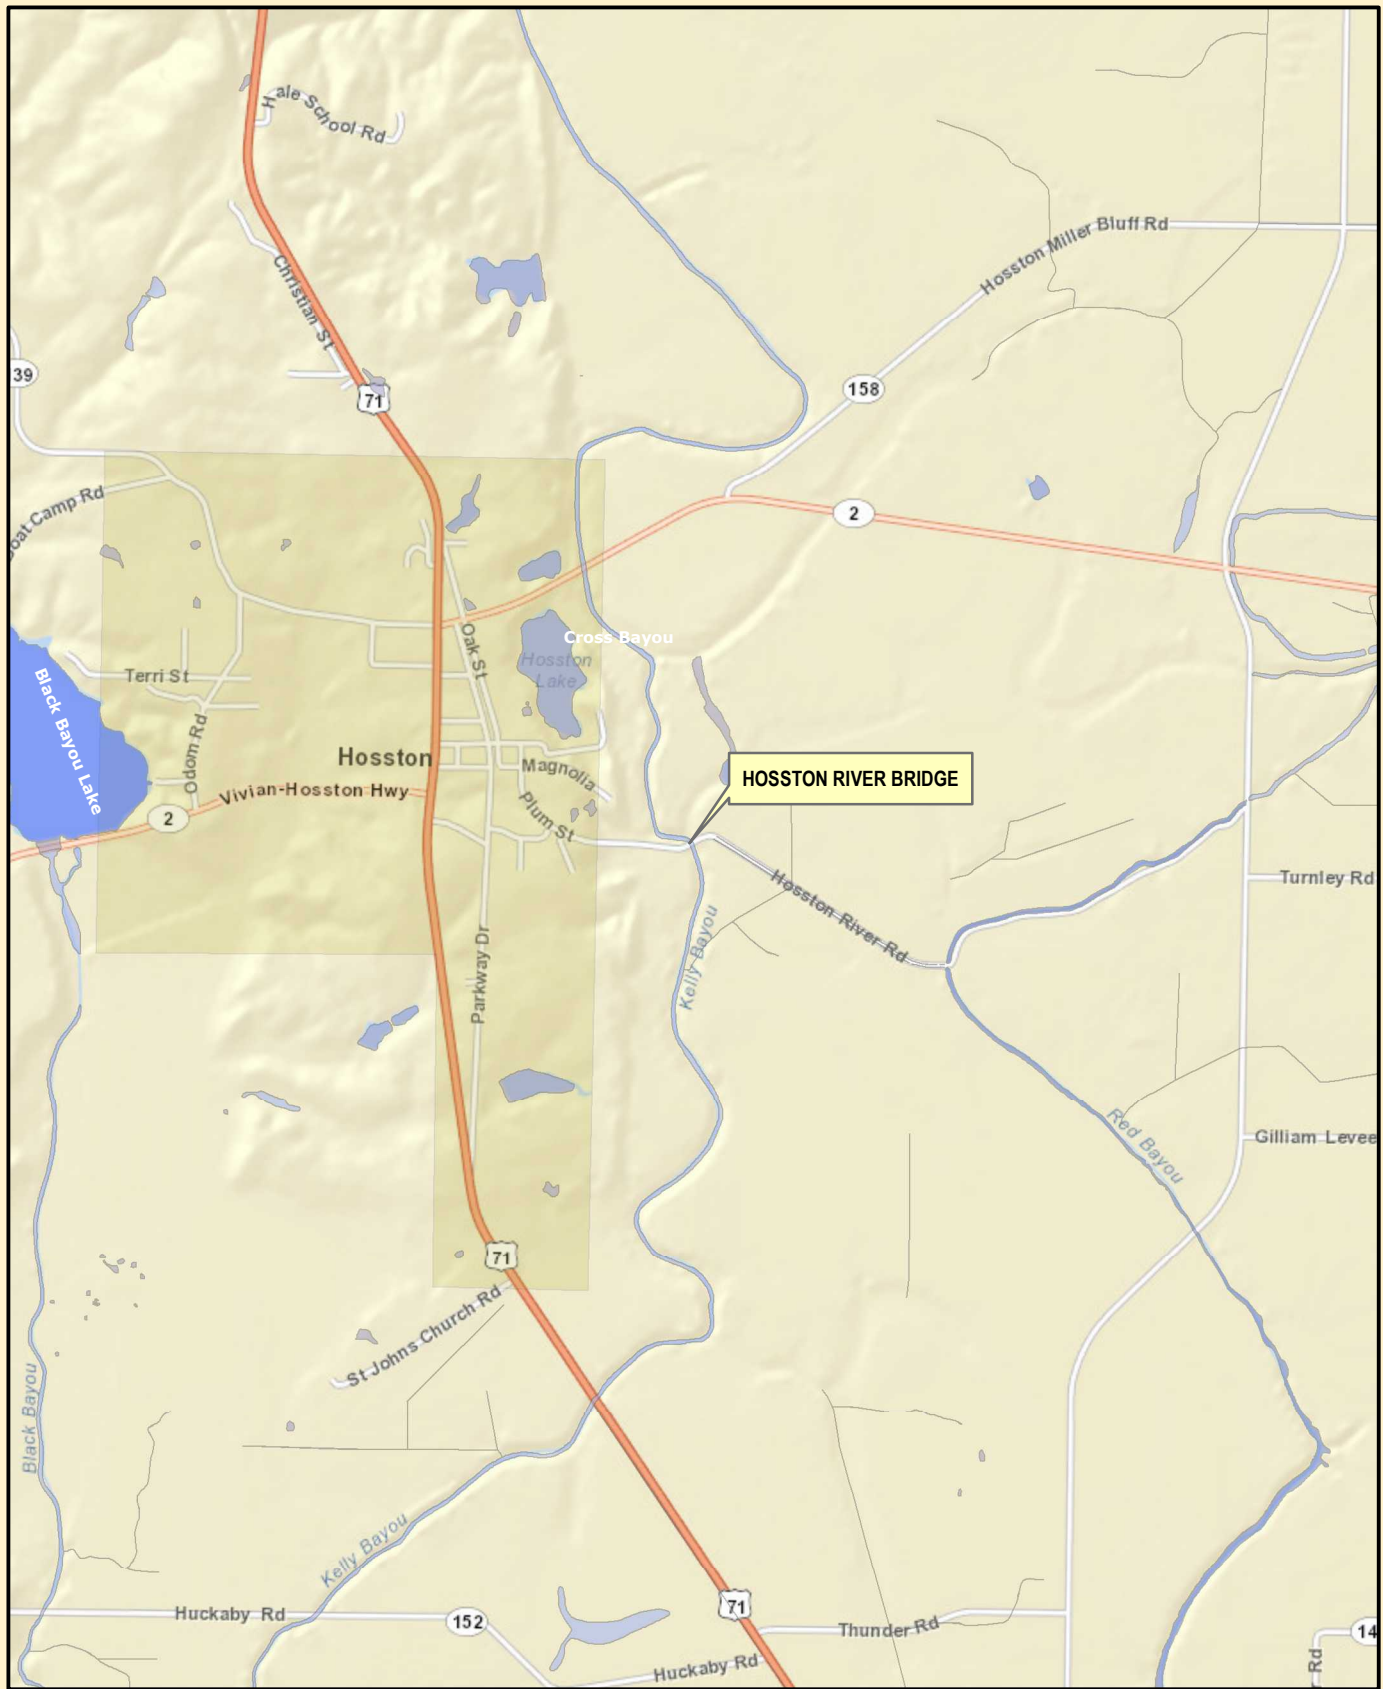 Hale School Rd
Christian St
Hosston Miller Bluff Rd
39
71
158
Camp Rd
2
Oak St
Cross Bayou
Hosston
Lake
Terri St
Black Bayou Lake
Odom Rd
Hosston
Magnolia
HOSSTON RIVER BRIDGE
Vivian-Hosston Hwy
2
Plum St
Hosston River Rd
Turnley Rd
Kelly Bayou
Parkway Dr
Red Bayou
Gilliam Levee
71
St Johns Church Rd
Black Bayou
Kelly Bayou
Huckaby Rd
152
71
Thunder Rd
14
Huckaby Rd
Rd